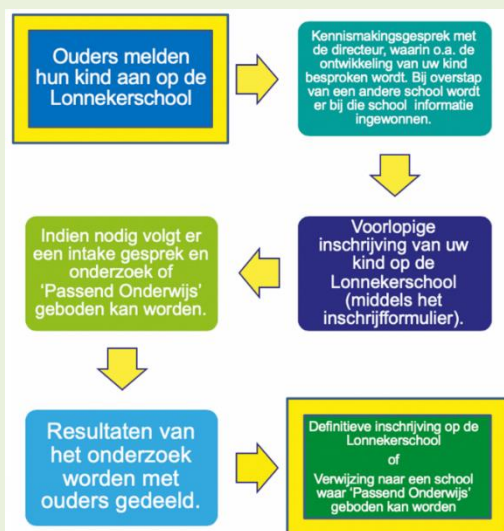 Ouders melden
hun kind aan op de
Lonnekerschool
Kennismakingsgesprek met
de directeur, waarin o.a. de
ontwikkeling van uw kind
besproken wordt. Bij overstap
van een andere school wordt
er bij die school informatie
ingewonnen.
Voorlopige
inschrijving van uw
kind op de
Lonnekerschool
(middels het
inschrijfformulier).
Indien nodig volgt er
een intake gesprek en
onderzoek of
‘Passend Onderwijs’
geboden kan worden.
Resultaten van
het onderzoek
worden met
ouders gedeeld.
Definitieve inschrijving op de
Lonnekerschool
of
Verwijzing naar een school
waar ‘Passend Onderwijs’
geboden kan worden